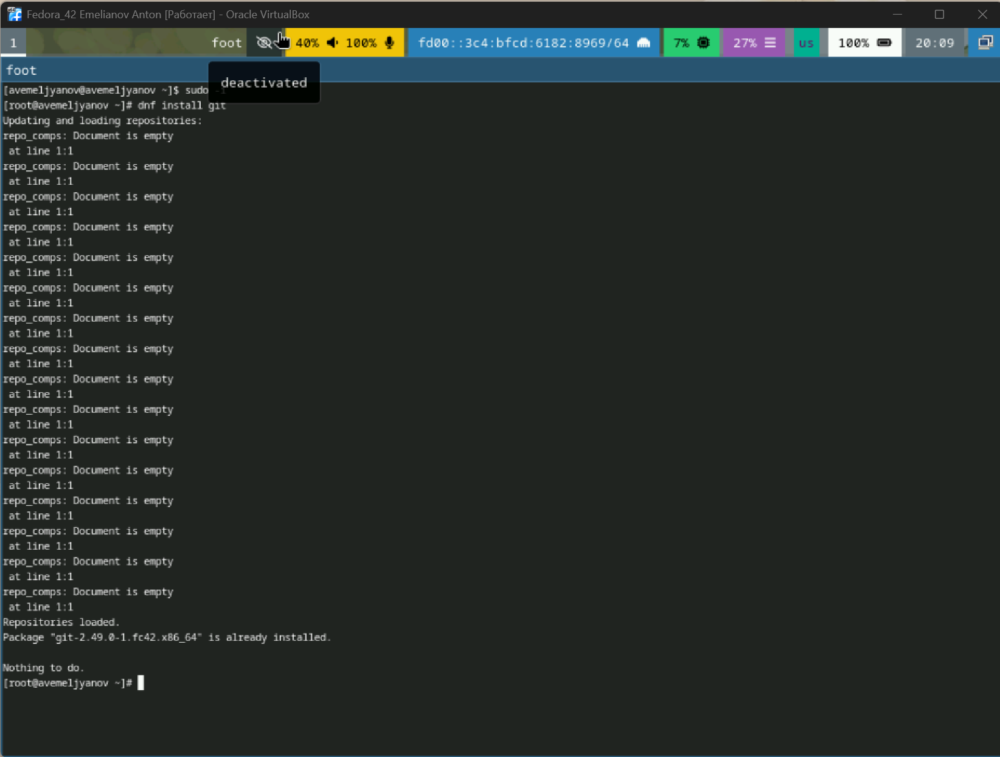 Fedora_42 Emelianov Anton [Работает] - Oracle VirtualBox
1 foot 40% 100% fd00::3c4:bfcd:6182:8969/64 7% 27% us 100% 20:09
foot
deactivated
[avemeljyanov@avemeljyanov ~]$ sudo -i
[root@avemeljyanov ~]# dnf install git
Updating and loading repositories:
repo_comps: Document is empty
at line 1:1
repo_comps: Document is empty
at line 1:1
repo_comps: Document is empty
at line 1:1
repo_comps: Document is empty
at line 1:1
repo_comps: Document is empty
at line 1:1
repo_comps: Document is empty
at line 1:1
repo_comps: Document is empty
at line 1:1
repo_comps: Document is empty
at line 1:1
repo_comps: Document is empty
at line 1:1
repo_comps: Document is empty
at line 1:1
repo_comps: Document is empty
at line 1:1
repo_comps: Document is empty
at line 1:1
repo_comps: Document is empty
at line 1:1
repo_comps: Document is empty
at line 1:1
repo_comps: Document is empty
at line 1:1
repo_comps: Document is empty
at line 1:1
Repositories loaded.
Package "git-2.49.0-1.fc42.x86_64" is already installed.
Nothing to do.
[root@avemeljyanov ~]#